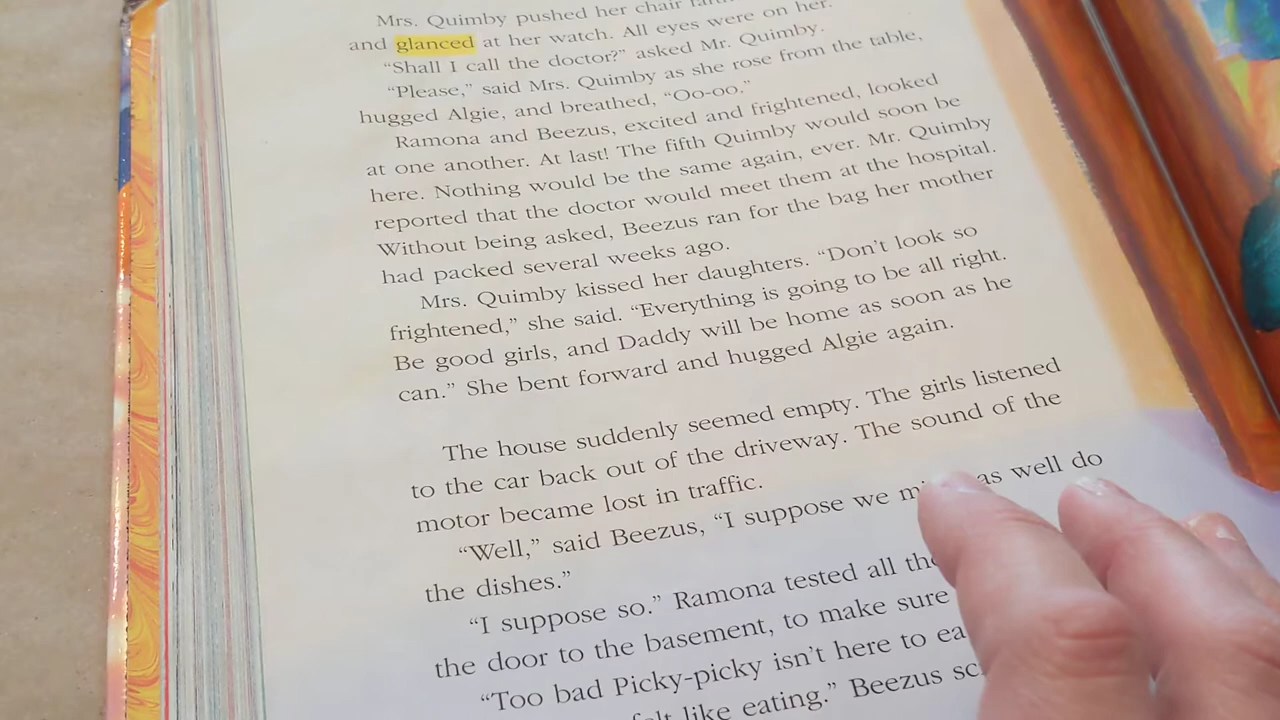 Mrs. Quimby pushed her chair
and glanced at her watch. All eyes were on her.
“Shall I call the doctor?” asked Mr. Quimby.
“Please,” said Mrs. Quimby as she rose from the table,
hugged Algie, and breathed, “Oo-oo.”
Ramona and Beezus, excited and frightened, looked
at one another. At last! The fifth Quimby would soon be
here. Nothing would be the same again, ever. Mr. Quimby
reported that the doctor would meet them at the hospital.
Without being asked, Beezus ran for the bag her mother
had packed several weeks ago.
Mrs. Quimby kissed her daughters. “Don’t look so
frightened,” she said. “Everything is going to be all right.
Be good girls, and Daddy will be home as soon as he
can.” She bent forward and hugged Algie again.
The house suddenly seemed empty. The girls listened
to the car back out of the driveway. The sound of the
motor became lost in traffic.
“Well,” said Beezus, “I suppose we as well do
the dishes.”
“I suppose so.” Ramona tested all
the door to the basement, to make sure
“Too bad Picky-picky isn’t here to
like eating.” Beezus